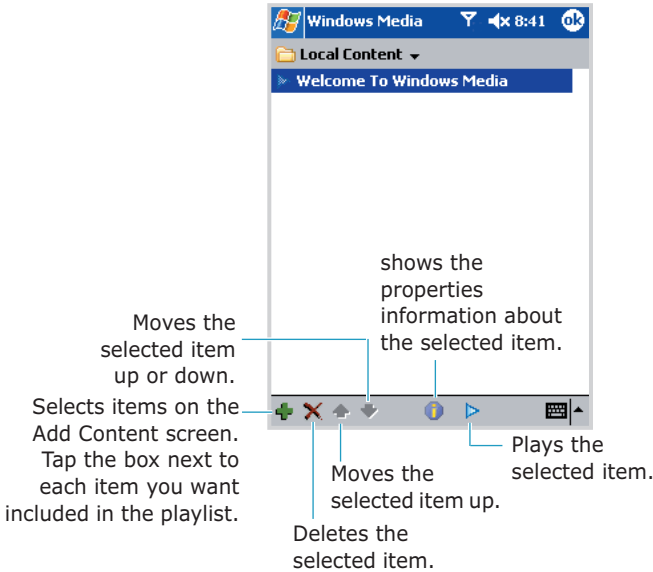 Windows Media 8:41 ok
Local Content
Welcome To Windows Media
shows the
properties
information about
the selected item.
Moves the
selected item
up or down.
Selects items on the
Add Content screen.
Tap the box next to
each item you want
included in the playlist.
Plays the
selected item.
Moves the
selected item up.
Deletes the
selected item.